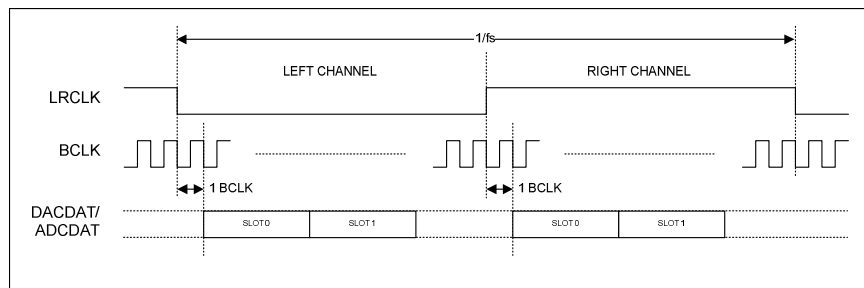 1/fs
LEFT CHANNEL RIGHT CHANNEL
LRCLK
BCLK
1 BCLK 1 BCLK
DACDAT/
ADCDAT
SLOT0 SLOT1 SLOT0 SLOT1